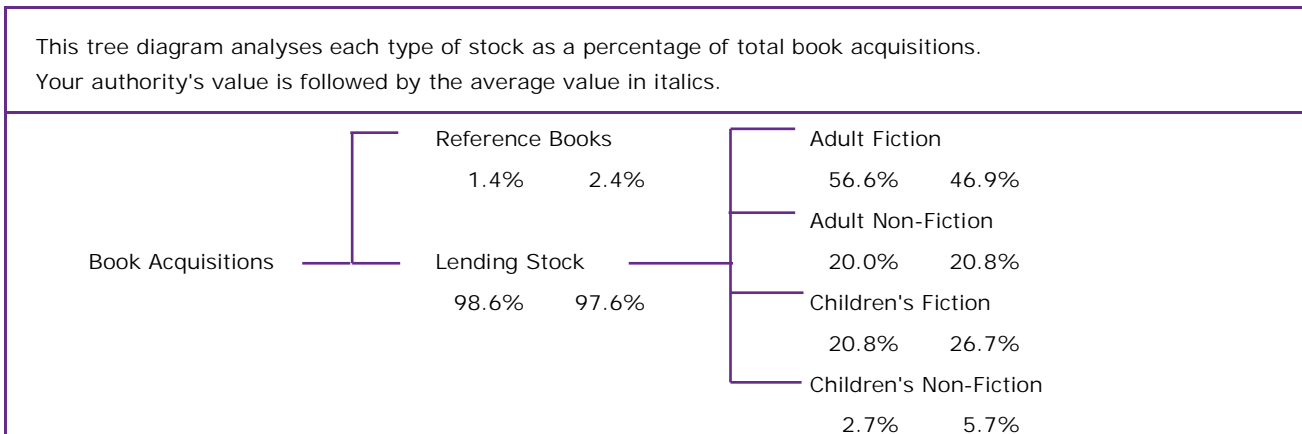 This tree diagram analyses each type of stock as a percentage of total book acquisitions.
Your authority's value is followed by the average value in italics.
Reference Books
1.4% 2.4%
Book Acquisitions
Lending Stock
98.6% 97.6%
Adult Fiction
56.6% 46.9%
Adult Non-Fiction
20.0% 20.8%
Children's Fiction
20.8% 26.7%
Children's Non-Fiction
2.7% 5.7%